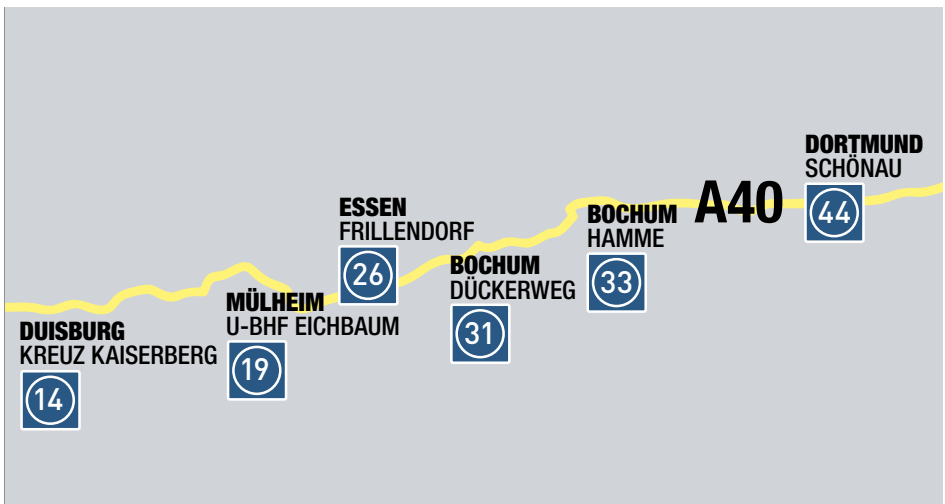 DUISBURG
KREUZ KAISERBERG
14
MÜLHEIM
U-BHF EICHBAUM
19
ESSEN
FRILLENDORF
26
BOCHUM
DÜCKERWEG
31
BOCHUM
HAMME
33
A40
DORTMUND
SCHÖNAU
44